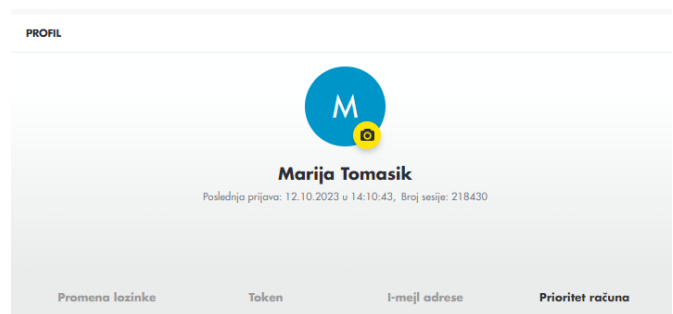 PROFIL
M
Marija Tomasik
Poslednja prijava: 12.10.2023 u 14:10:43, Broj sesije: 218430
Promena lozinke Token I-mejl adrese Prioritet računa